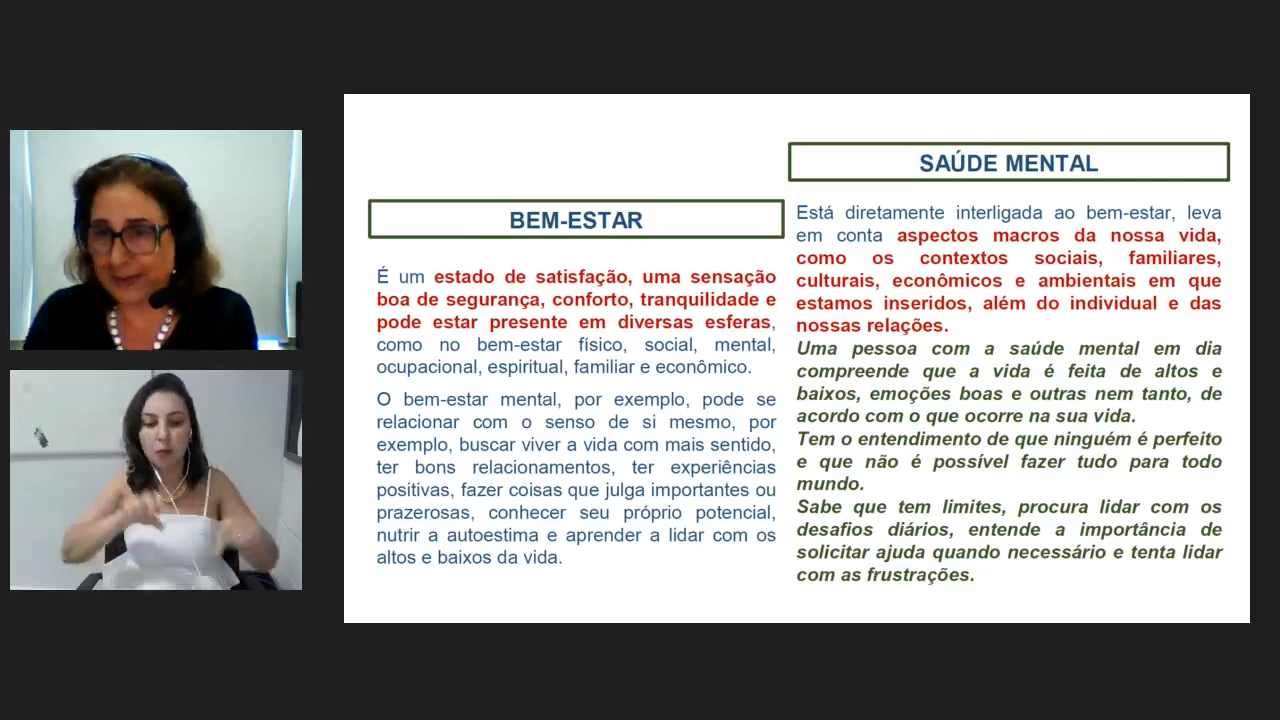 BEM-ESTAR
É um estado de satisfação, uma sensação
boa de segurança, conforto, tranquilidade e
pode estar presente em diversas esferas,
como no bem-estar físico, social, mental,
ocupacional, espiritual, familiar e econômico.
O bem-estar mental, por exemplo, pode se
relacionar com o senso de si mesmo, por
exemplo, buscar viver a vida com mais sentido,
ter bons relacionamentos, ter experiências
positivas, fazer coisas que julga importantes ou
prazerosas, conhecer seu próprio potencial,
nutrir a autoestima e aprender a lidar com os
altos e baixos da vida.
SAÚDE MENTAL
Está diretamente interligada ao bem-estar, leva
em conta aspectos macros da nossa vida,
como os contextos sociais, familiares,
culturais, econômicos e ambientais em que
estamos inseridos, além do individual e das
nossas relações.
Uma pessoa com a saúde mental em dia
compreende que a vida é feita de altos e
baixos, emoções boas e outras nem tanto, de
acordo com o que ocorre na sua vida.
Tem o entendimento de que ninguém é perfeito
e que não é possível fazer tudo para todo
mundo.
Sabe que tem limites, procura lidar com os
desafios diários, entende a importância de
solicitar ajuda quando necessário e tenta lidar
com as frustrações.